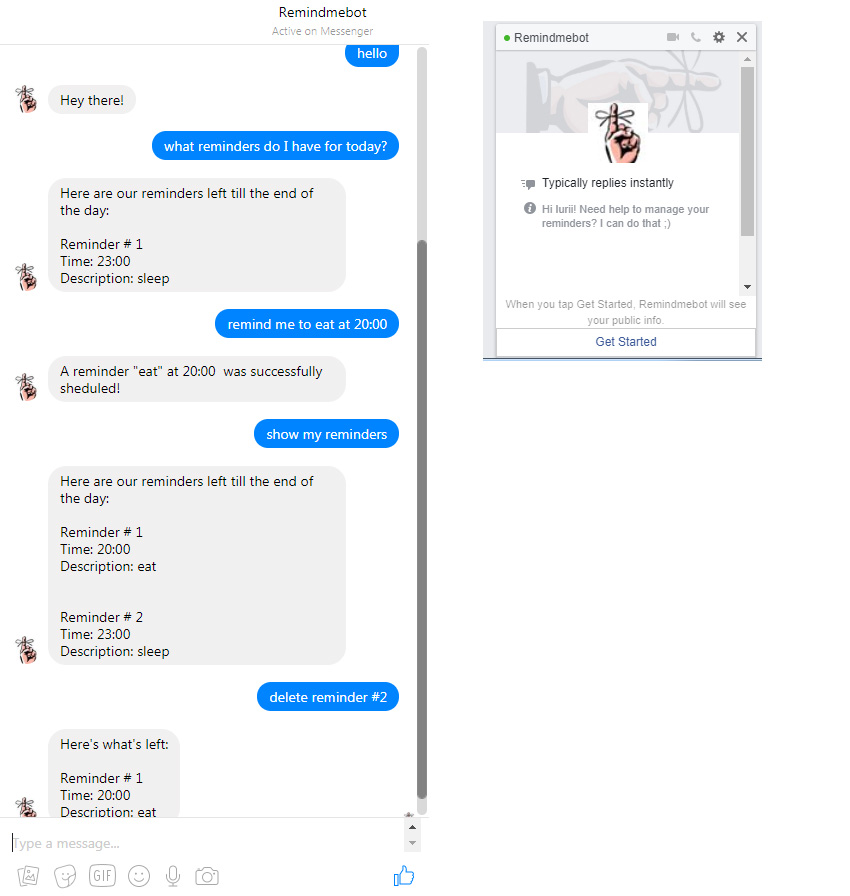 Remindmebot
Active on Messenger
hello
Hey there!
what reminders do I have for today?
Here are our reminders left till the end of
the day:
Reminder # 1
Time: 23:00
Description: sleep
remind me to eat at 20:00
A reminder "eat" at 20:00  was successfully
sheduled!
show my reminders
Here are our reminders left till the end of
the day:
Reminder # 1
Time: 20:00
Description: eat
Reminder # 2
Time: 23:00
Description: sleep
delete reminder #2
Here's what's left:
Reminder # 1
Time: 20:00
Description: eat
Type a message...
GIF
Remindmebot
Typically replies instantly
Hi Iurii! Need help to manage your
reminders? I can do that ;)
When you tap Get Started, Remindmebot will see
your public info.
Get Started